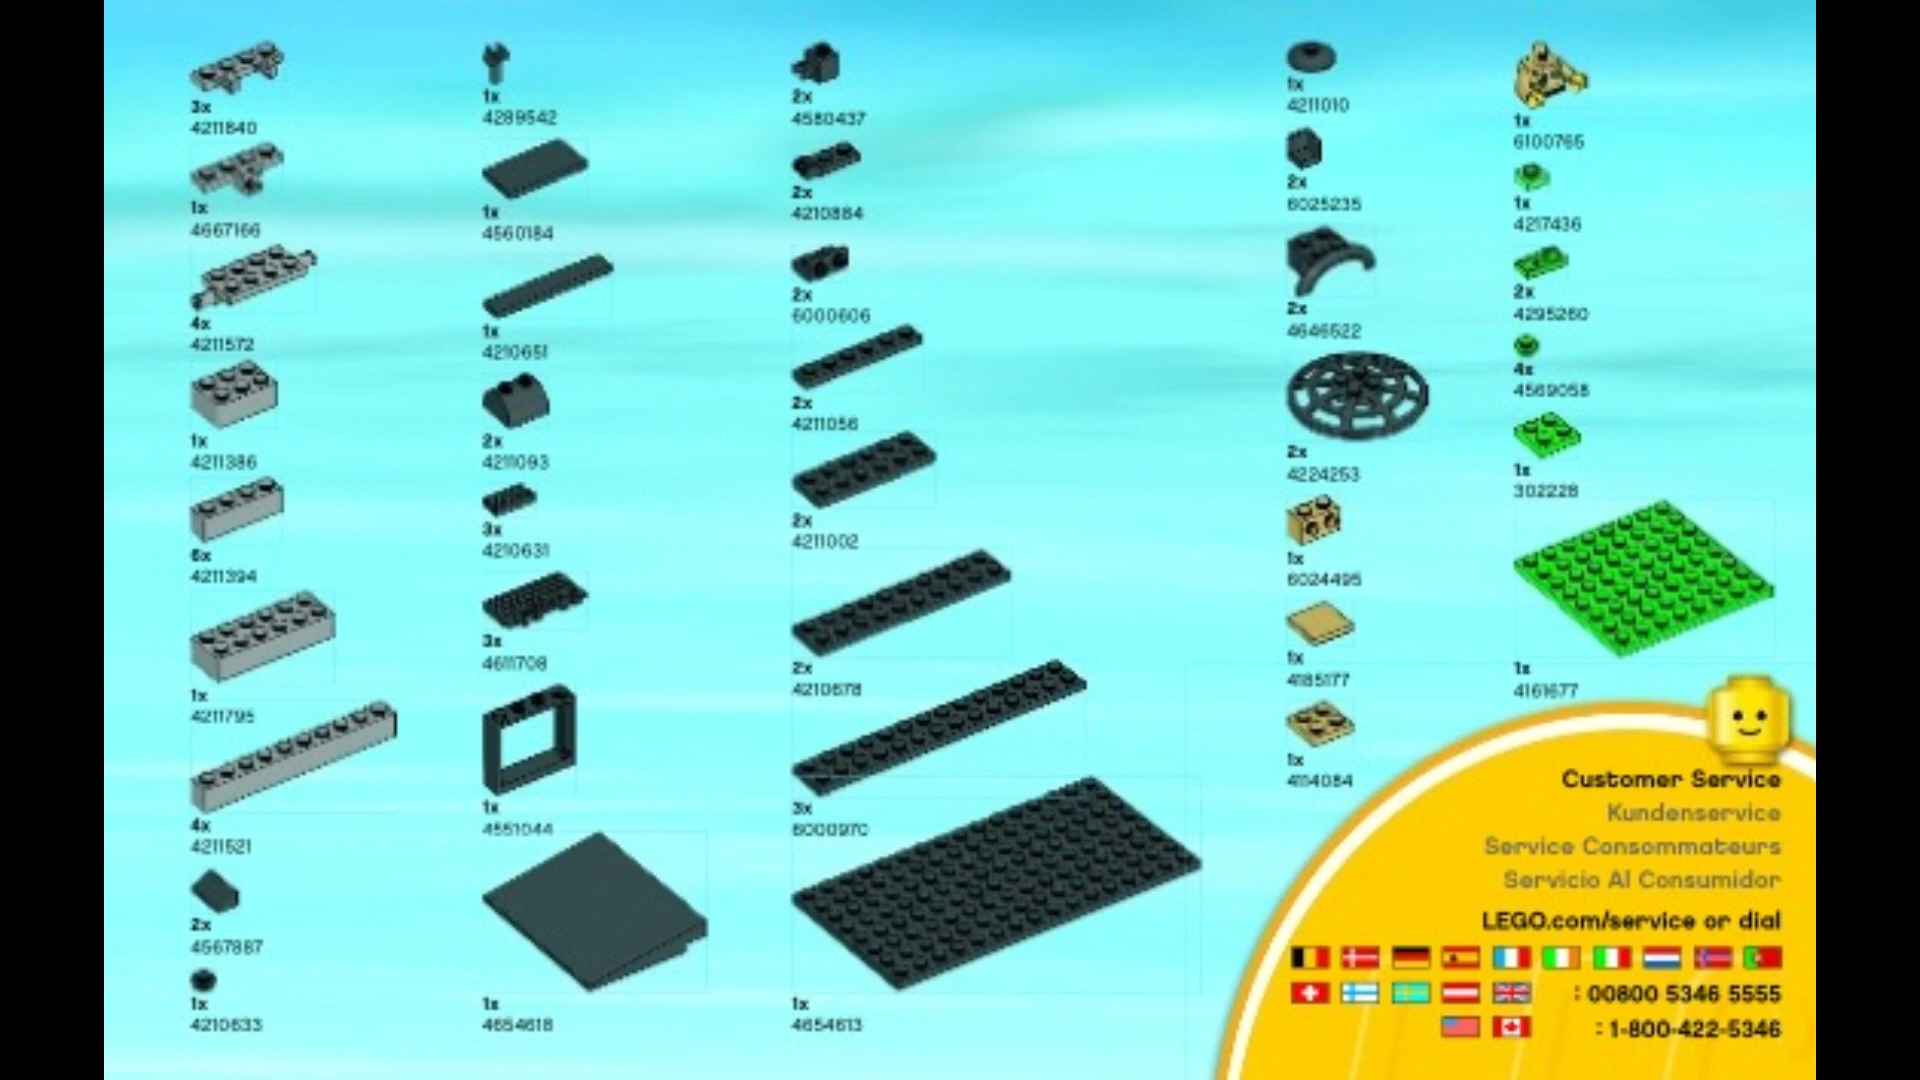 3x
4211840
1x
4667166
4x
4211572
1x
4211386
6x
4211394
1x
4211795
4x
4211521
2x
4567887
1x
4210633
1x
4289542
1x
4560184
1x
4210651
2x
4211093
3x
4210631
3x
4611708
1x
4551044
1x
4654618
2x
4580437
2x
4210884
2x
6000606
2x
4211056
2x
4211002
2x
4210678
3x
6000970
1x
4654613
1x
4211010
2x
6025235
2x
4646522
2x
4224253
1x
6024495
1x
4185177
1x
4114084
1x
6100765
1x
4217436
2x
4295260
4x
4569058
1x
302228
1x
4161677
Customer Service
Kundenservice
Service Consommateurs
Servicio Al Consumidor
LEGO.com/service or dial
: 00800 5346 5555
: 1-800-422-5346